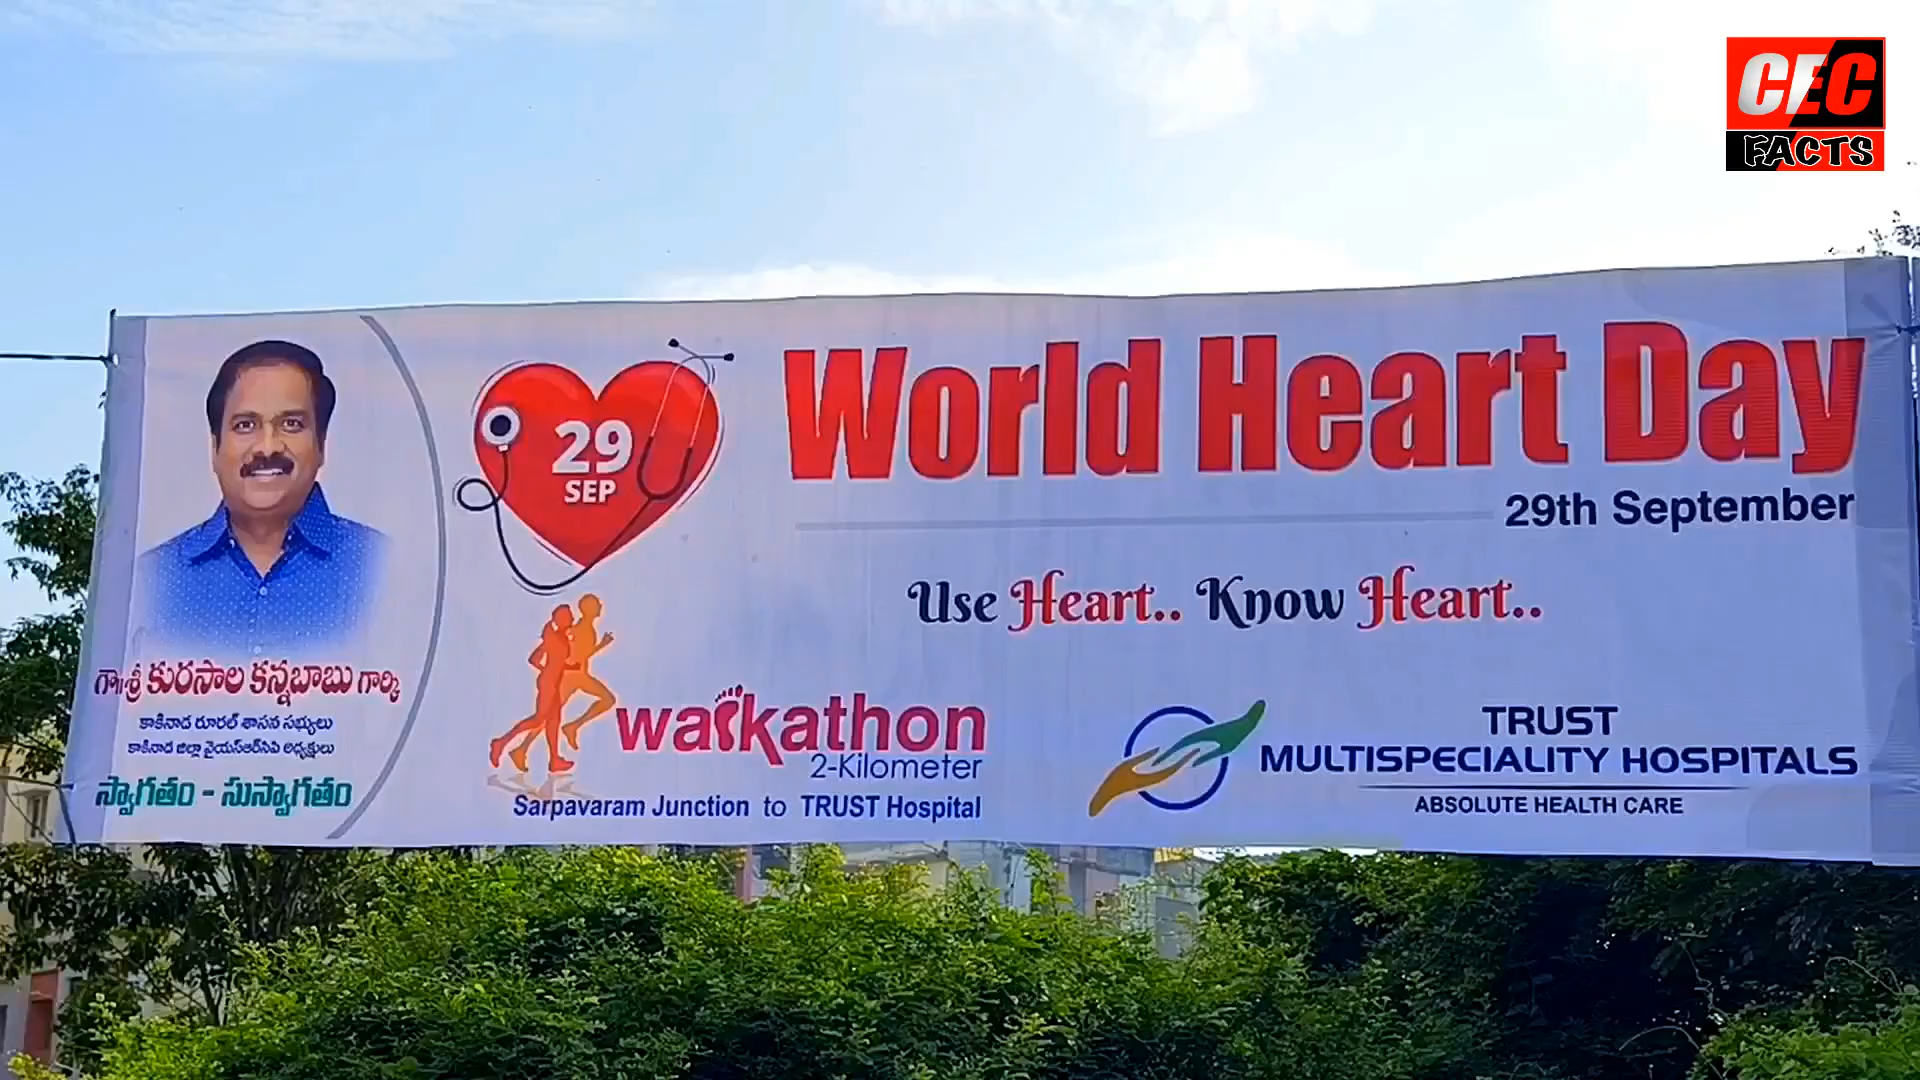 CEC
FACTS
World Heart Day
29
SEP
29th September
Use Heart.. Know Heart..
గౌ||శ్రీ కురసాల కన్నబాబు గార్కి
కాకినాడ రూరల్ శాసన సభ్యులు
కాకినాడ జిల్లా వైయస్ఆర్‌సిపి అధ్యక్షులు
స్వాగతం - సుస్వాగతం
walkathon
2-Kilometer
Sarpavaram Junction to TRUST Hospital
TRUST
MULTISPECIALITY HOSPITALS
ABSOLUTE HEALTH CARE